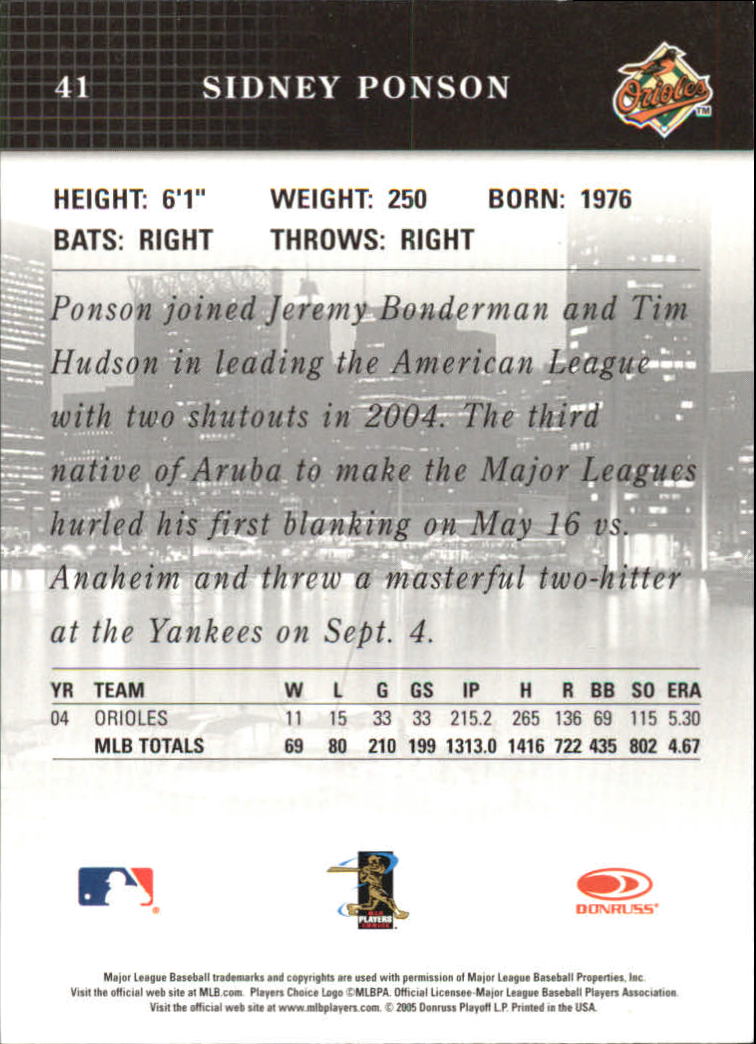 41 SIDNEY PONSON
Orioles TM
HEIGHT: 6'1" WEIGHT: 250 BORN: 1976
BATS: RIGHT THROWS: RIGHT
Ponson joined Jeremy Bonderman and Tim
Hudson in leading the American League
with two shutouts in 2004. The third
native of Aruba to make the Major Leagues
hurled his first blanking on May 16 vs.
Anaheim and threw a masterful two-hitter
at the Yankees on Sept. 4.
YR TEAM W L G GS IP H R BB SO ERA
04 ORIOLES 11 15 33 33 215.2 265 136 69 115 5.30
MLB TOTALS 69 80 210 199 1313.0 1416 722 435 802 4.67
MLB
PLAYERS
CHOICE
DONRUSS®
Major League Baseball trademarks and copyrights are used with permission of Major League Baseball Properties, Inc.
Visit the official web site at MLB.com. Players Choice Logo ©MLBPA. Official Licensee-Major League Baseball Players Association.
Visit the official web site at www.mlbplayers.com. © 2005 Donruss Playoff L.P. Printed in the USA.